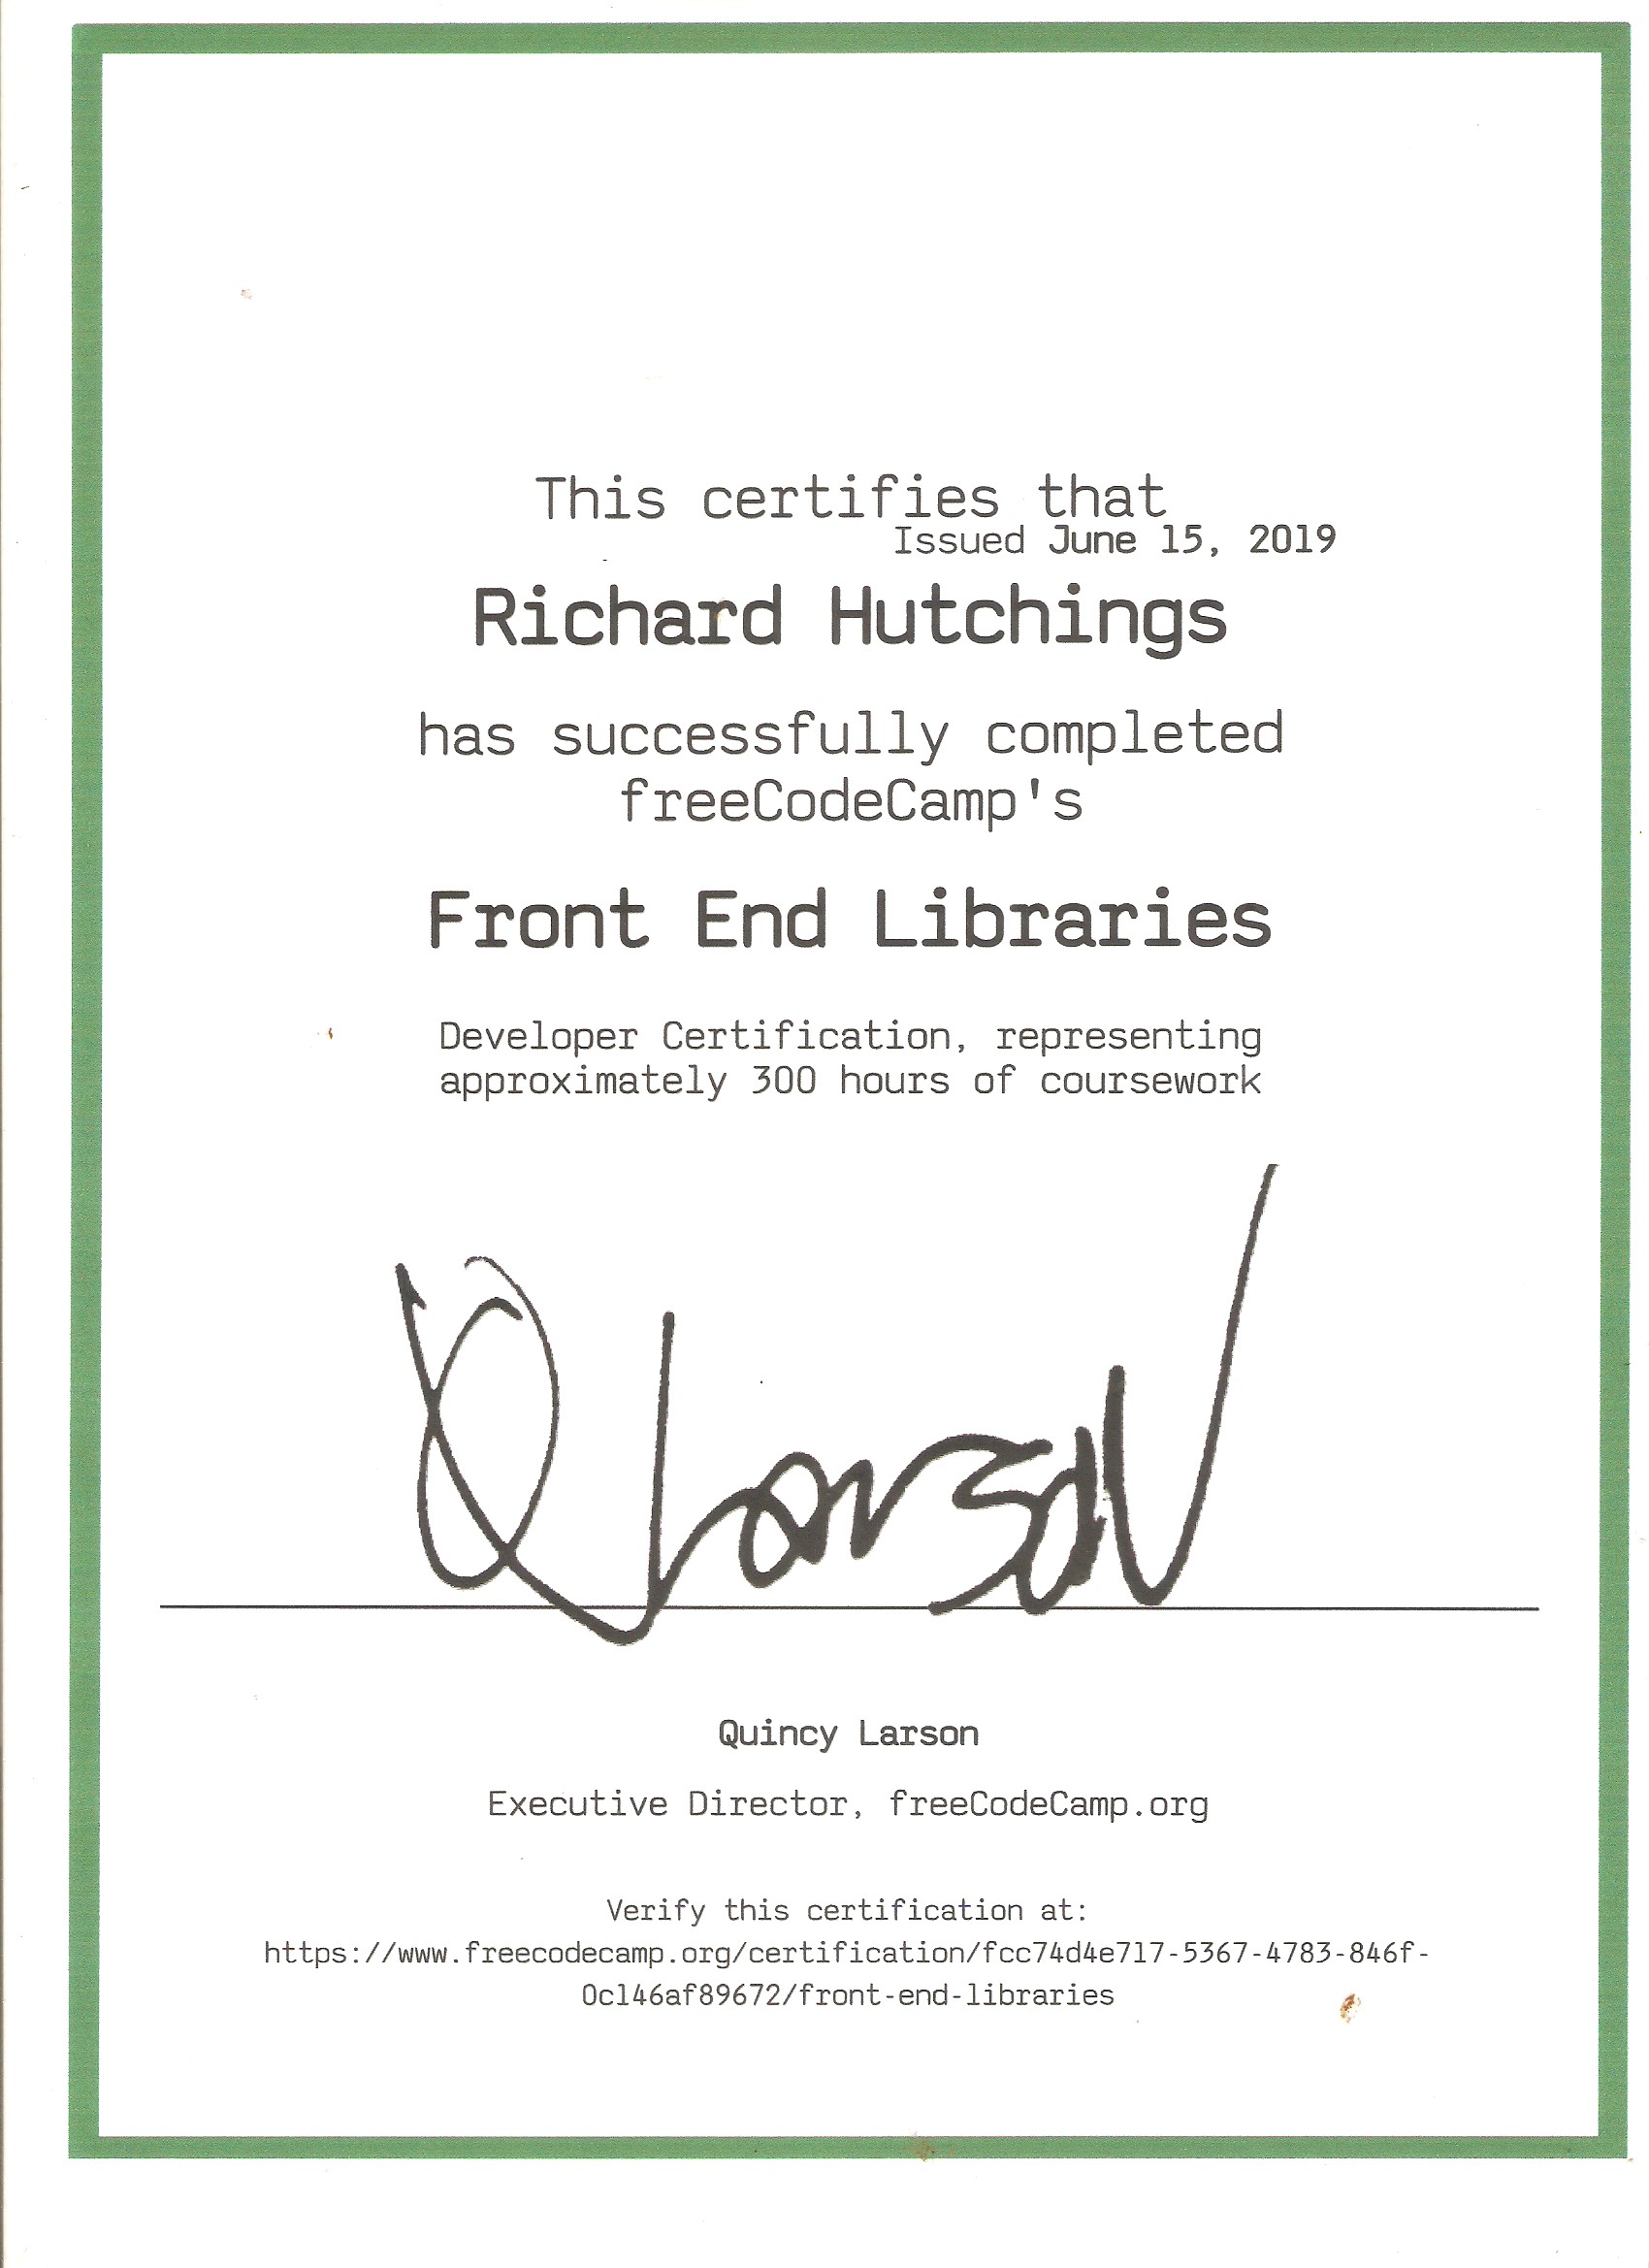 This certifies that
Issued June 15, 2019
Richard Hutchings
has successfully completed
freeCodeCamp's
Front End Libraries
Developer Certification, representing
approximately 300 hours of coursework
QLarson
Quincy Larson
Executive Director, freeCodeCamp.org
Verify this certification at:
https://www.freecodecamp.org/certification/fcc74d4e717-5367-4783-846f-
0c146af89672/front-end-libraries